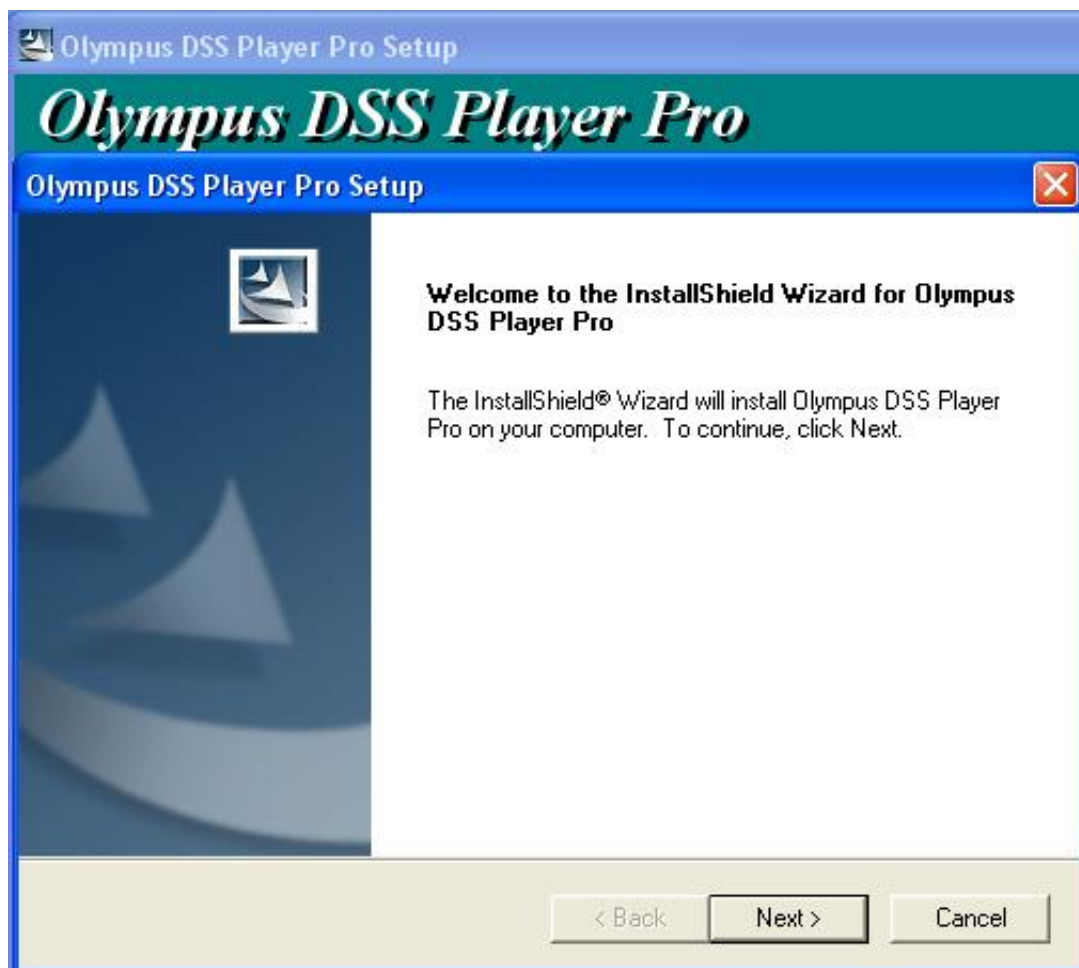 Olympus DSS Player Pro Setup
Olympus DSS Player Pro
Olympus DSS Player Pro Setup
Welcome to the InstallShield Wizard for Olympus
DSS Player Pro
The InstallShield® Wizard will install Olympus DSS Player
Pro on your computer. To continue, click Next.
< Back Next > Cancel